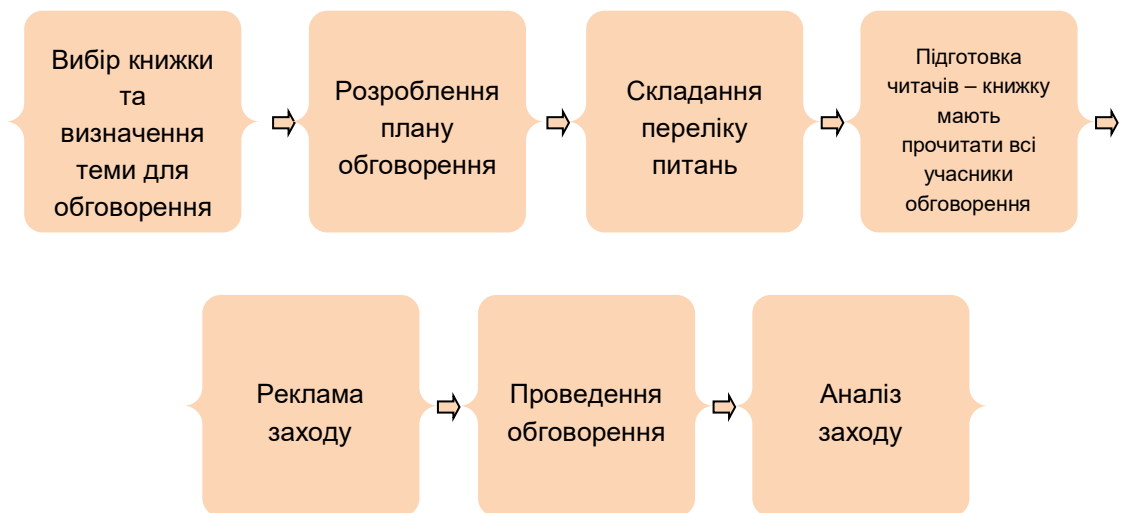 Вибір книжки
та
визначення
теми для
обговорення
Розроблення
плану
обговорення
Складання
переліку
питань
Підготовка
читачів – книжку
мають
прочитати всі
учасники
обговорення
Реклама
заходу
Проведення
обговорення
Аналіз
заходу